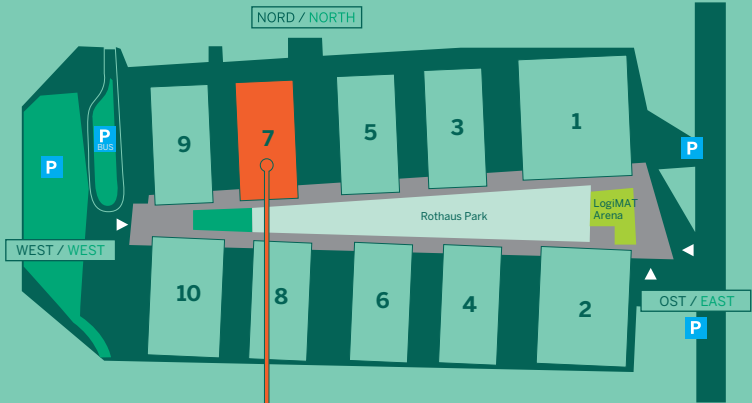 NORD / NORTH
9
7
5
3
1
P
BUS
P
P
LogiMAT
Arena
Rothaus Park
WEST / WEST
10
8
6
4
2
OST / EAST
P